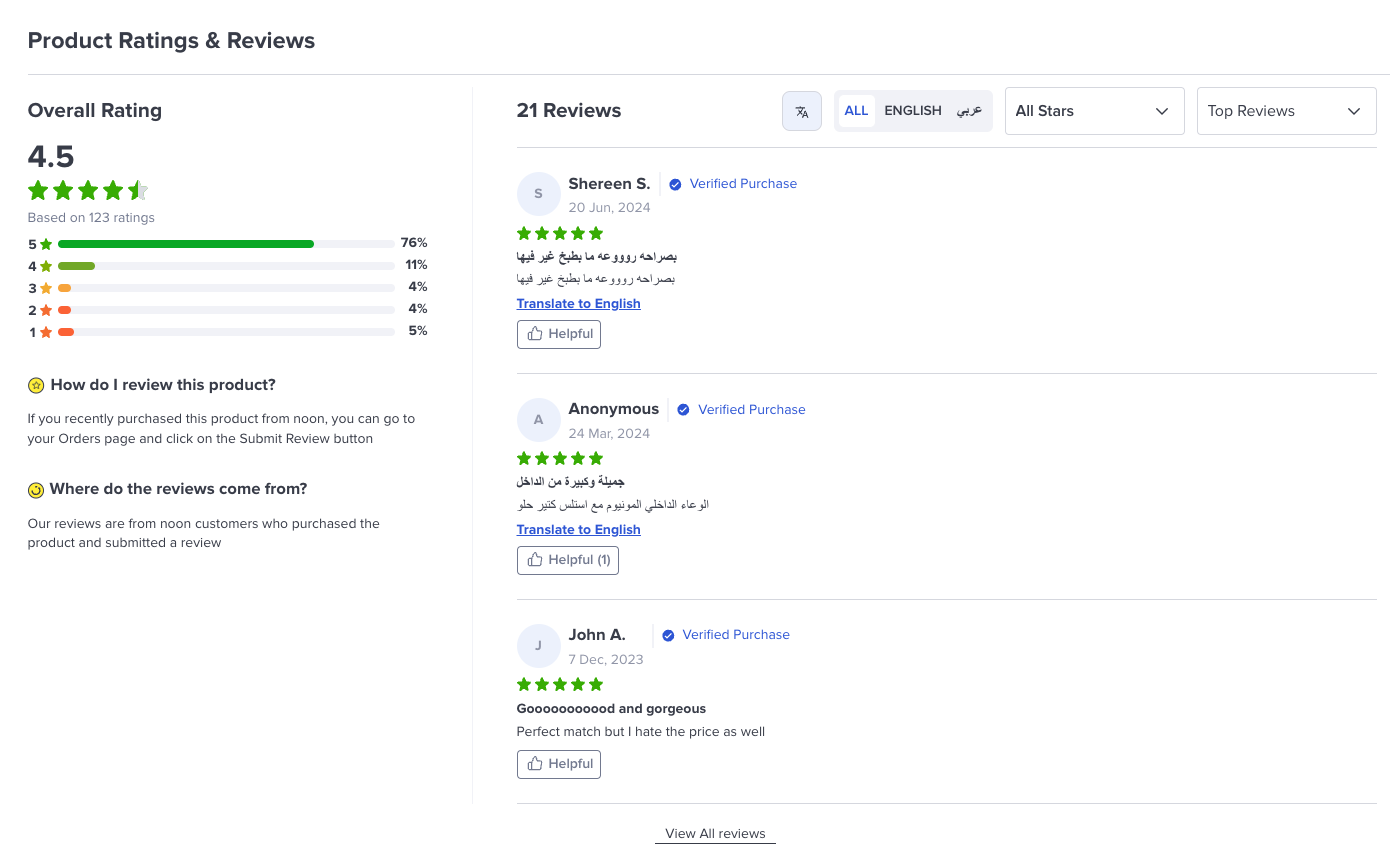 Product Ratings & Reviews
Overall Rating
4.5
Based on 123 ratings
5 76%
4 11%
3 4%
2 4%
1 5%
How do I review this product?
If you recently purchased this product from noon, you can go to
your Orders page and click on the Submit Review button
Where do the reviews come from?
Our reviews are from noon customers who purchased the
product and submitted a review
21 Reviews
ALL ENGLISH عربي
All Stars
Top Reviews
S
Shereen S.
Verified Purchase
20 Jun, 2024
بصراحه روووعه ما بطبخ غير فيها
بصراحه روووعه ما بطبخ غير فيها
Translate to English
Helpful
A
Anonymous
Verified Purchase
24 Mar, 2024
جميلة وكبيرة من الداخل
الوعاء الداخلي المونيوم مع استلس كتير حلو
Translate to English
Helpful (1)
J
John A.
Verified Purchase
7 Dec, 2023
Gooooooooood and gorgeous
Perfect match but I hate the price as well
Helpful
View All reviews